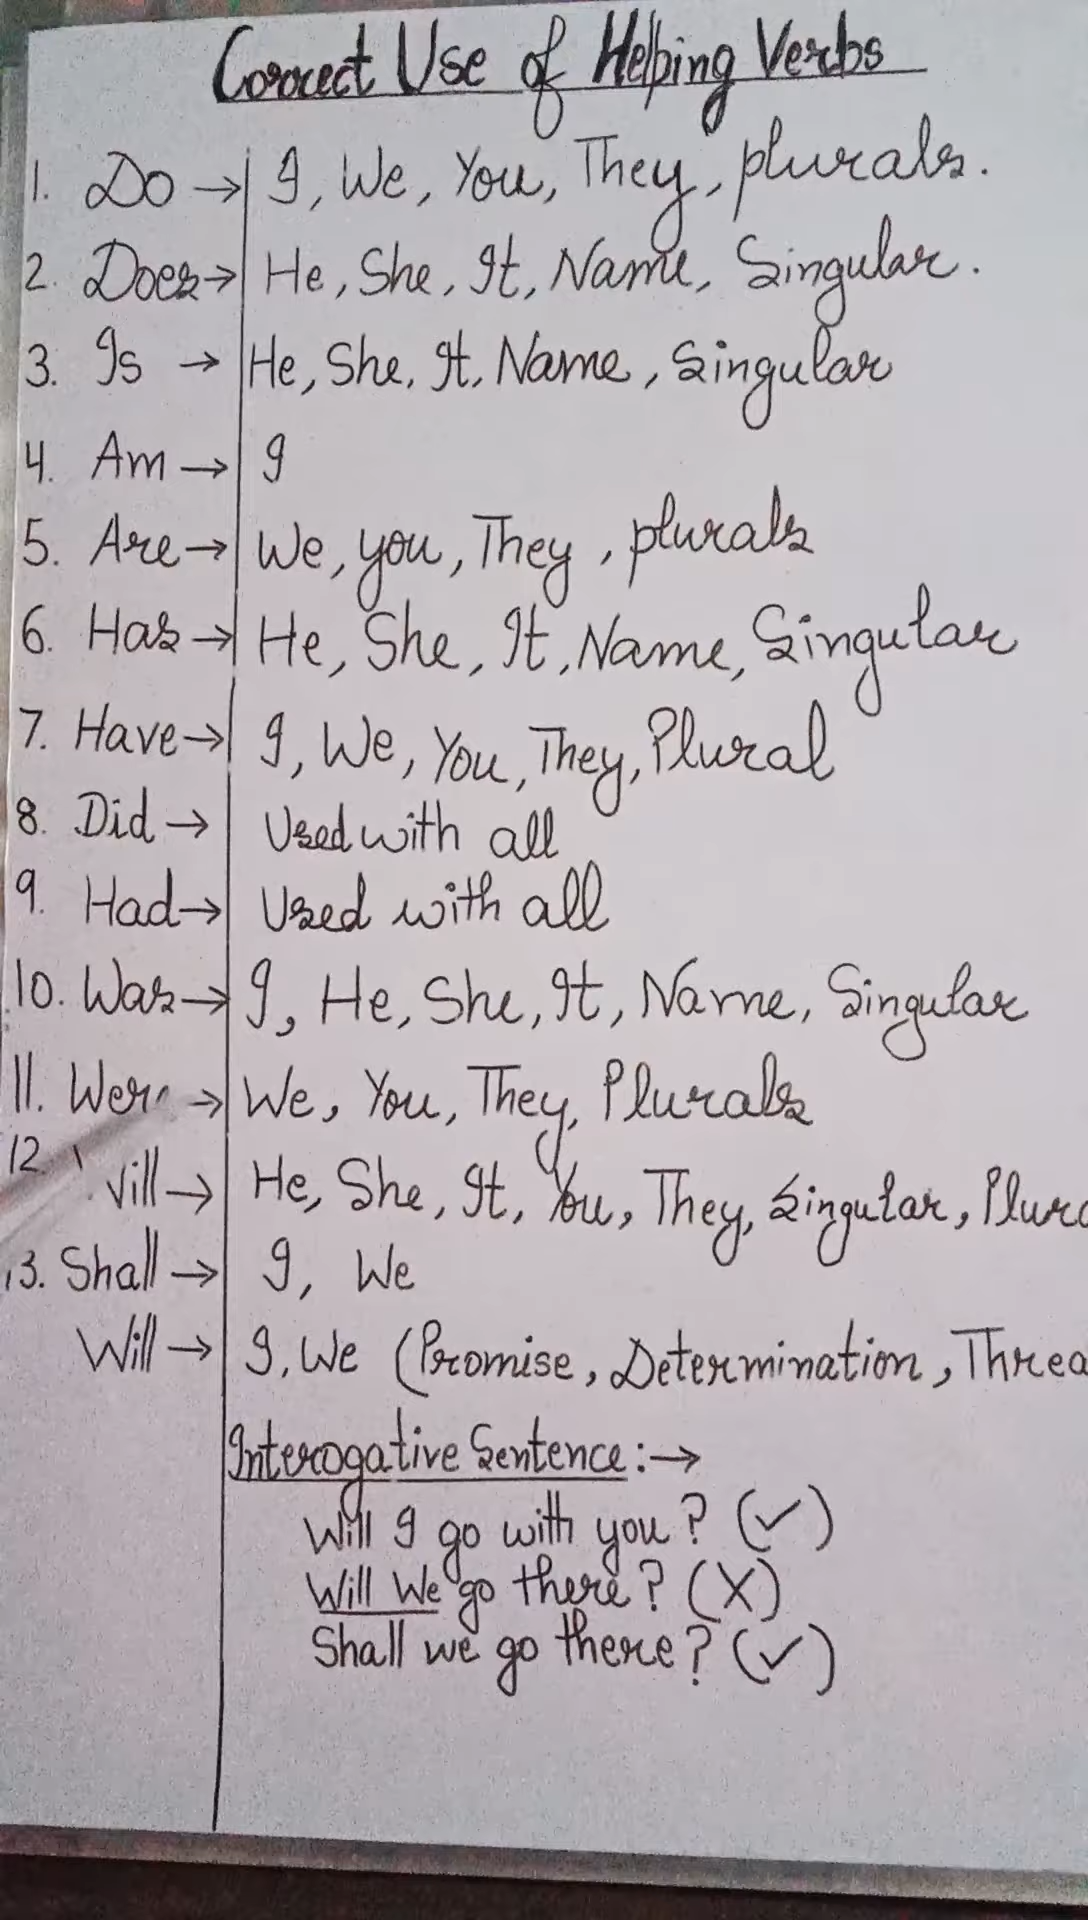 Correct Use of Helping Verbs
1. Do → I, We, You, They, plurals.
2. Does → He, She, It, Name, Singular.
3. Is → He, She, It, Name, Singular
4. Am → I
5. Are → We, you, They, plurals
6. Has → He, She, It, Name, Singular
7. Have → I, We, You, They, Plural
8. Did → Used with all
9. Had → Used with all
10. Was → I, He, She, It, Name, Singular
11. Wer → We, You, They, Plurals
12. will → He, She, It, You, They, Singular, Plura
13. Shall → I, We
Will → I, We (Promise, Determination, Threa
Interogative Sentence :→
Will I go with you? (✓)
Will We go there? (X)
Shall we go there? (✓)